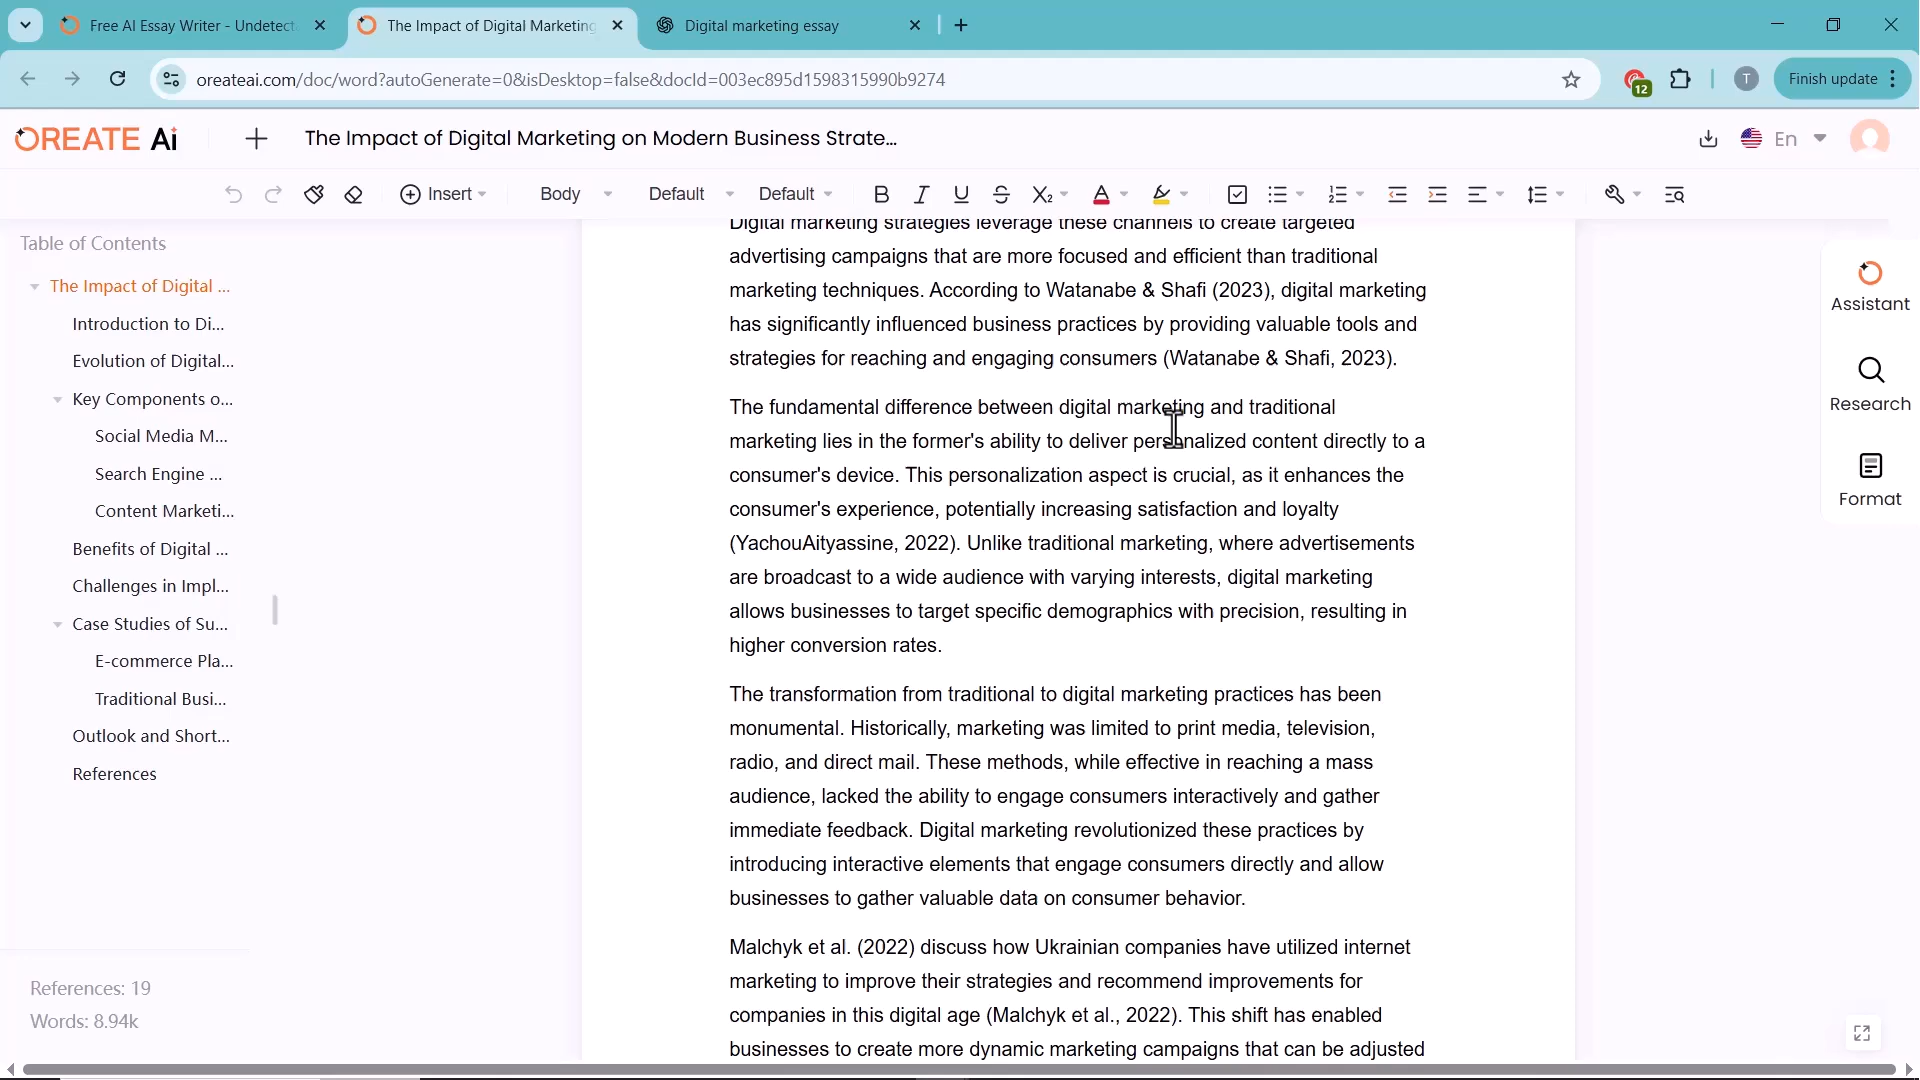 Free AI Essay Writer - Undetect
The Impact of Digital Marketing
Digital marketing essay
oreateai.com/doc/word?autoGenerate=0&isDesktop=false&docId=003ec895d1598315990b9274
12
T
Finish update
OREATE Ai
The Impact of Digital Marketing on Modern Business Strate...
En
Insert
Body
Default
Default
B I U S X₂ A
Table of Contents
The Impact of Digital ...
Introduction to Di...
Evolution of Digital...
Key Components o...
Social Media M...
Search Engine ...
Content Marketi...
Benefits of Digital ...
Challenges in Impl...
Case Studies of Su...
E-commerce Pla...
Traditional Busi...
Outlook and Short...
References
References: 19
Words: 8.94k
Digital marketing strategies leverage these channels to create targeted
advertising campaigns that are more focused and efficient than traditional
marketing techniques. According to Watanabe & Shafi (2023), digital marketing
has significantly influenced business practices by providing valuable tools and
strategies for reaching and engaging consumers (Watanabe & Shafi, 2023).
The fundamental difference between digital marketing and traditional
marketing lies in the former's ability to deliver personalized content directly to a
consumer's device. This personalization aspect is crucial, as it enhances the
consumer's experience, potentially increasing satisfaction and loyalty
(YachouAityassine, 2022). Unlike traditional marketing, where advertisements
are broadcast to a wide audience with varying interests, digital marketing
allows businesses to target specific demographics with precision, resulting in
higher conversion rates.
The transformation from traditional to digital marketing practices has been
monumental. Historically, marketing was limited to print media, television,
radio, and direct mail. These methods, while effective in reaching a mass
audience, lacked the ability to engage consumers interactively and gather
immediate feedback. Digital marketing revolutionized these practices by
introducing interactive elements that engage consumers directly and allow
businesses to gather valuable data on consumer behavior.
Malchyk et al. (2022) discuss how Ukrainian companies have utilized internet
marketing to improve their strategies and recommend improvements for
companies in this digital age (Malchyk et al., 2022). This shift has enabled
businesses to create more dynamic marketing campaigns that can be adjusted
Assistant
Research
Format